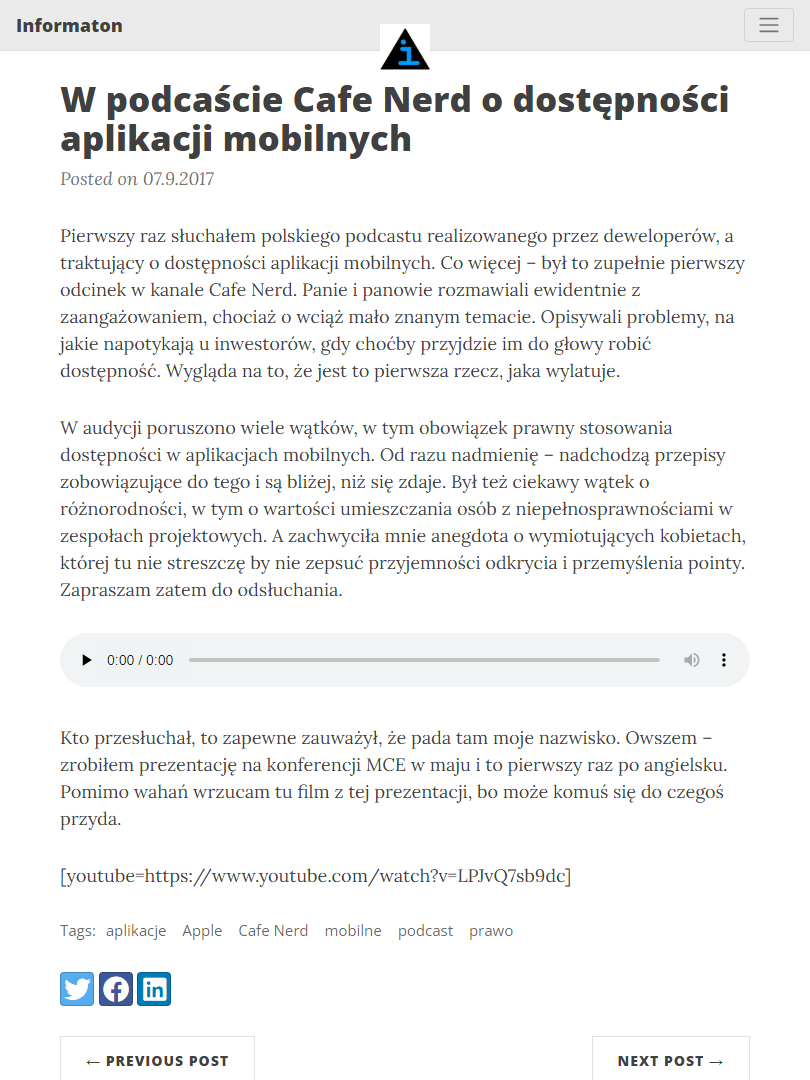 Informaton
i
W podcaście Cafe Nerd o dostępności
aplikacji mobilnych
Posted on 07.9.2017
Pierwszy raz słuchałem polskiego podcastu realizowanego przez deweloperów, a
traktujący o dostępności aplikacji mobilnych. Co więcej – był to zupełnie pierwszy
odcinek w kanale Cafe Nerd. Panie i panowie rozmawiali ewidentnie z
zaangażowaniem, chociaż o wciąż mało znanym temacie. Opisywali problemy, na
jakie napotykają u inwestorów, gdy choćby przyjdzie im do głowy robić
dostępność. Wygląda na to, że jest to pierwsza rzecz, jaka wylatuje.
W audycji poruszono wiele wątków, w tym obowiązek prawny stosowania
dostępności w aplikacjach mobilnych. Od razu nadmienię – nadchodzą przepisy
zobowiązujące do tego i są bliżej, niż się zdaje. Był też ciekawy wątek o
różnorodności, w tym o wartości umieszczania osób z niepełnosprawnościami w
zespołach projektowych. A zachwyciła mnie anegdota o wymiotujących kobietach,
której tu nie streszczę by nie zepsuć przyjemności odkrycia i przemyślenia pointy.
Zapraszam zatem do odsłuchania.
0:00 / 0:00
Kto przesłuchał, to zapewne zauważył, że pada tam moje nazwisko. Owszem –
zrobiłem prezentację na konferencji MCE w maju i to pierwszy raz po angielsku.
Pomimo wahań wrzucam tu film z tej prezentacji, bo może komuś się do czegoś
przyda.
[youtube=https://www.youtube.com/watch?v=LPJvQ7sb9dc]
Tags: aplikacje Apple Cafe Nerd mobilne podcast prawo
← PREVIOUS POST
NEXT POST →